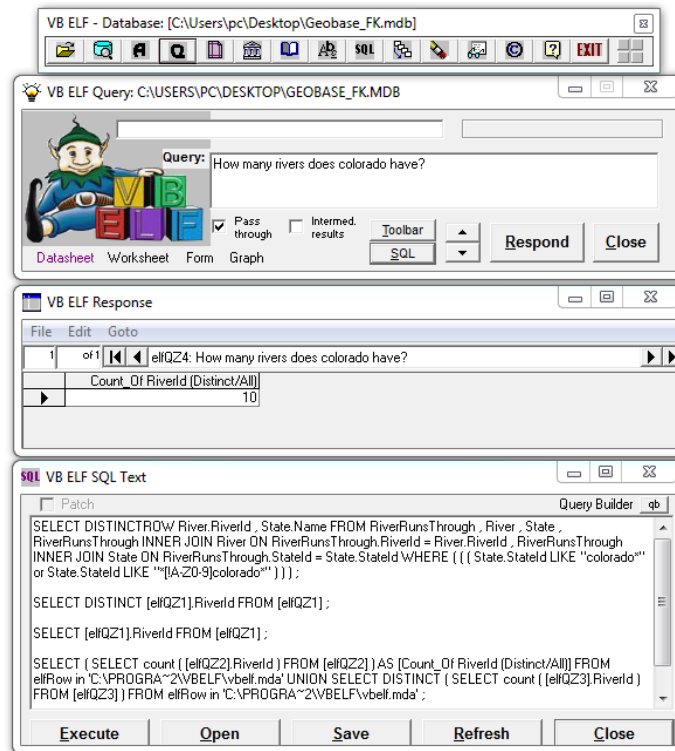 VB ELF - Database: [C:\Users\pc\Desktop\Geobase_FK.mdb]
A Q AB SQL © ? EXIT
VB ELF Query: C:\USERS\PC\DESKTOP\GEOBASE_FK.MDB
Query:
How many rivers does colorado have?
VB
ELF
Pass through
Intermed. results
Toolbar
SQL
Respond
Close
Datasheet Worksheet Form Graph
VB ELF Response
File Edit Goto
1 of 1 elfQZ4: How many rivers does colorado have?
Count_Of RiverId (Distinct/All)
10
SQL VB ELF SQL Text
Patch
Query Builder qb
SELECT DISTINCTROW River.RiverId , State.Name FROM RiverRunsThrough , River , State ,
RiverRunsThrough INNER JOIN River ON RiverRunsThrough.RiverId = River.RiverId , RiverRunsThrough
INNER JOIN State ON RiverRunsThrough.StateId = State.StateId WHERE ( ( ( State.StateId LIKE "colorado*"
or State.StateId LIKE "*[!A-Z0-9]colorado*" ) ) ) ;
SELECT DISTINCT [elfQZ1].RiverId FROM [elfQZ1] ;
SELECT [elfQZ1].RiverId FROM [elfQZ1] ;
SELECT ( SELECT count ( [elfQZ2].RiverId ) FROM [elfQZ2] ) AS [Count_Of RiverId (Distinct/All)] FROM
elfRow in 'C:\PROGRA~2\VBELF\vbelf.mda' UNION SELECT DISTINCT ( SELECT count ( [elfQZ3].RiverId )
FROM [elfQZ3] ) FROM elfRow in 'C:\PROGRA~2\VBELF\vbelf.mda' ;
Execute Open Save Refresh Close